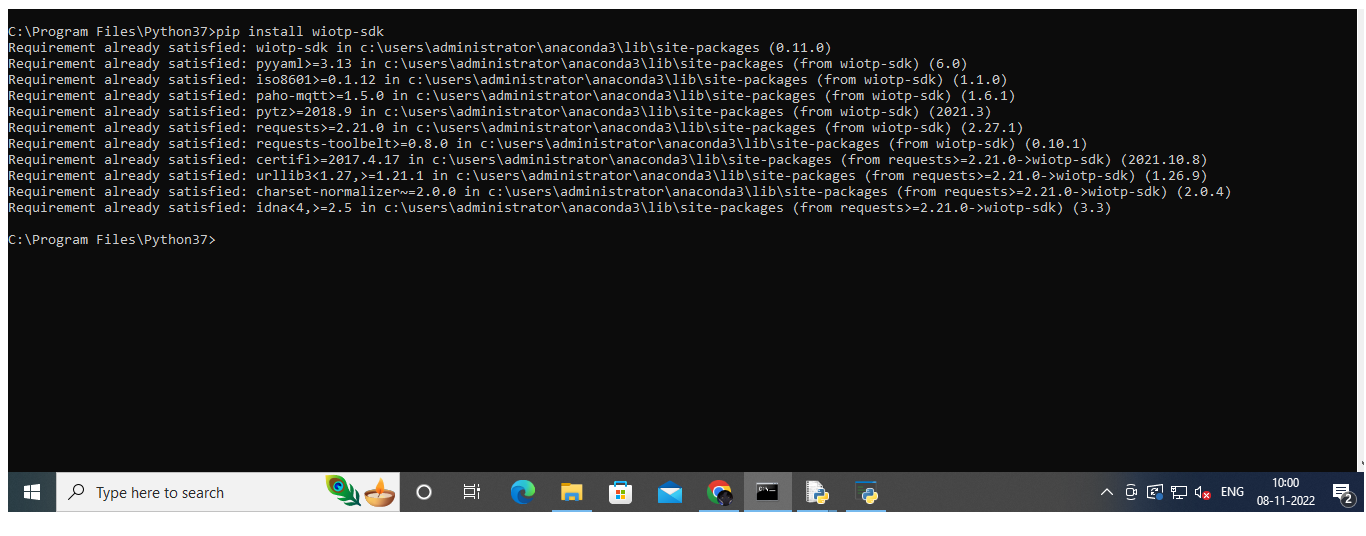 C:\Program Files\Python37>pip install wiotp-sdk
Requirement already satisfied: wiotp-sdk in c:\users\administrator\anaconda3\lib\site-packages (0.11.0)
Requirement already satisfied: pyyaml>=3.13 in c:\users\administrator\anaconda3\lib\site-packages (from wiotp-sdk) (6.0)
Requirement already satisfied: iso8601>=0.1.12 in c:\users\administrator\anaconda3\lib\site-packages (from wiotp-sdk) (1.1.0)
Requirement already satisfied: paho-mqtt>=1.5.0 in c:\users\administrator\anaconda3\lib\site-packages (from wiotp-sdk) (1.6.1)
Requirement already satisfied: pytz>=2018.9 in c:\users\administrator\anaconda3\lib\site-packages (from wiotp-sdk) (2021.3)
Requirement already satisfied: requests>=2.21.0 in c:\users\administrator\anaconda3\lib\site-packages (from wiotp-sdk) (2.27.1)
Requirement already satisfied: requests-toolbelt>=0.8.0 in c:\users\administrator\anaconda3\lib\site-packages (from wiotp-sdk) (0.10.1)
Requirement already satisfied: certifi>=2017.4.17 in c:\users\administrator\anaconda3\lib\site-packages (from requests>=2.21.0->wiotp-sdk) (2021.10.8)
Requirement already satisfied: urllib3<1.27,>=1.21.1 in c:\users\administrator\anaconda3\lib\site-packages (from requests>=2.21.0->wiotp-sdk) (1.26.9)
Requirement already satisfied: charset-normalizer~=2.0.0 in c:\users\administrator\anaconda3\lib\site-packages (from requests>=2.21.0->wiotp-sdk) (2.0.4)
Requirement already satisfied: idna<4,>=2.5 in c:\users\administrator\anaconda3\lib\site-packages (from requests>=2.21.0->wiotp-sdk) (3.3)
C:\Program Files\Python37>
Type here to search
ENG
10:00
08-11-2022
2